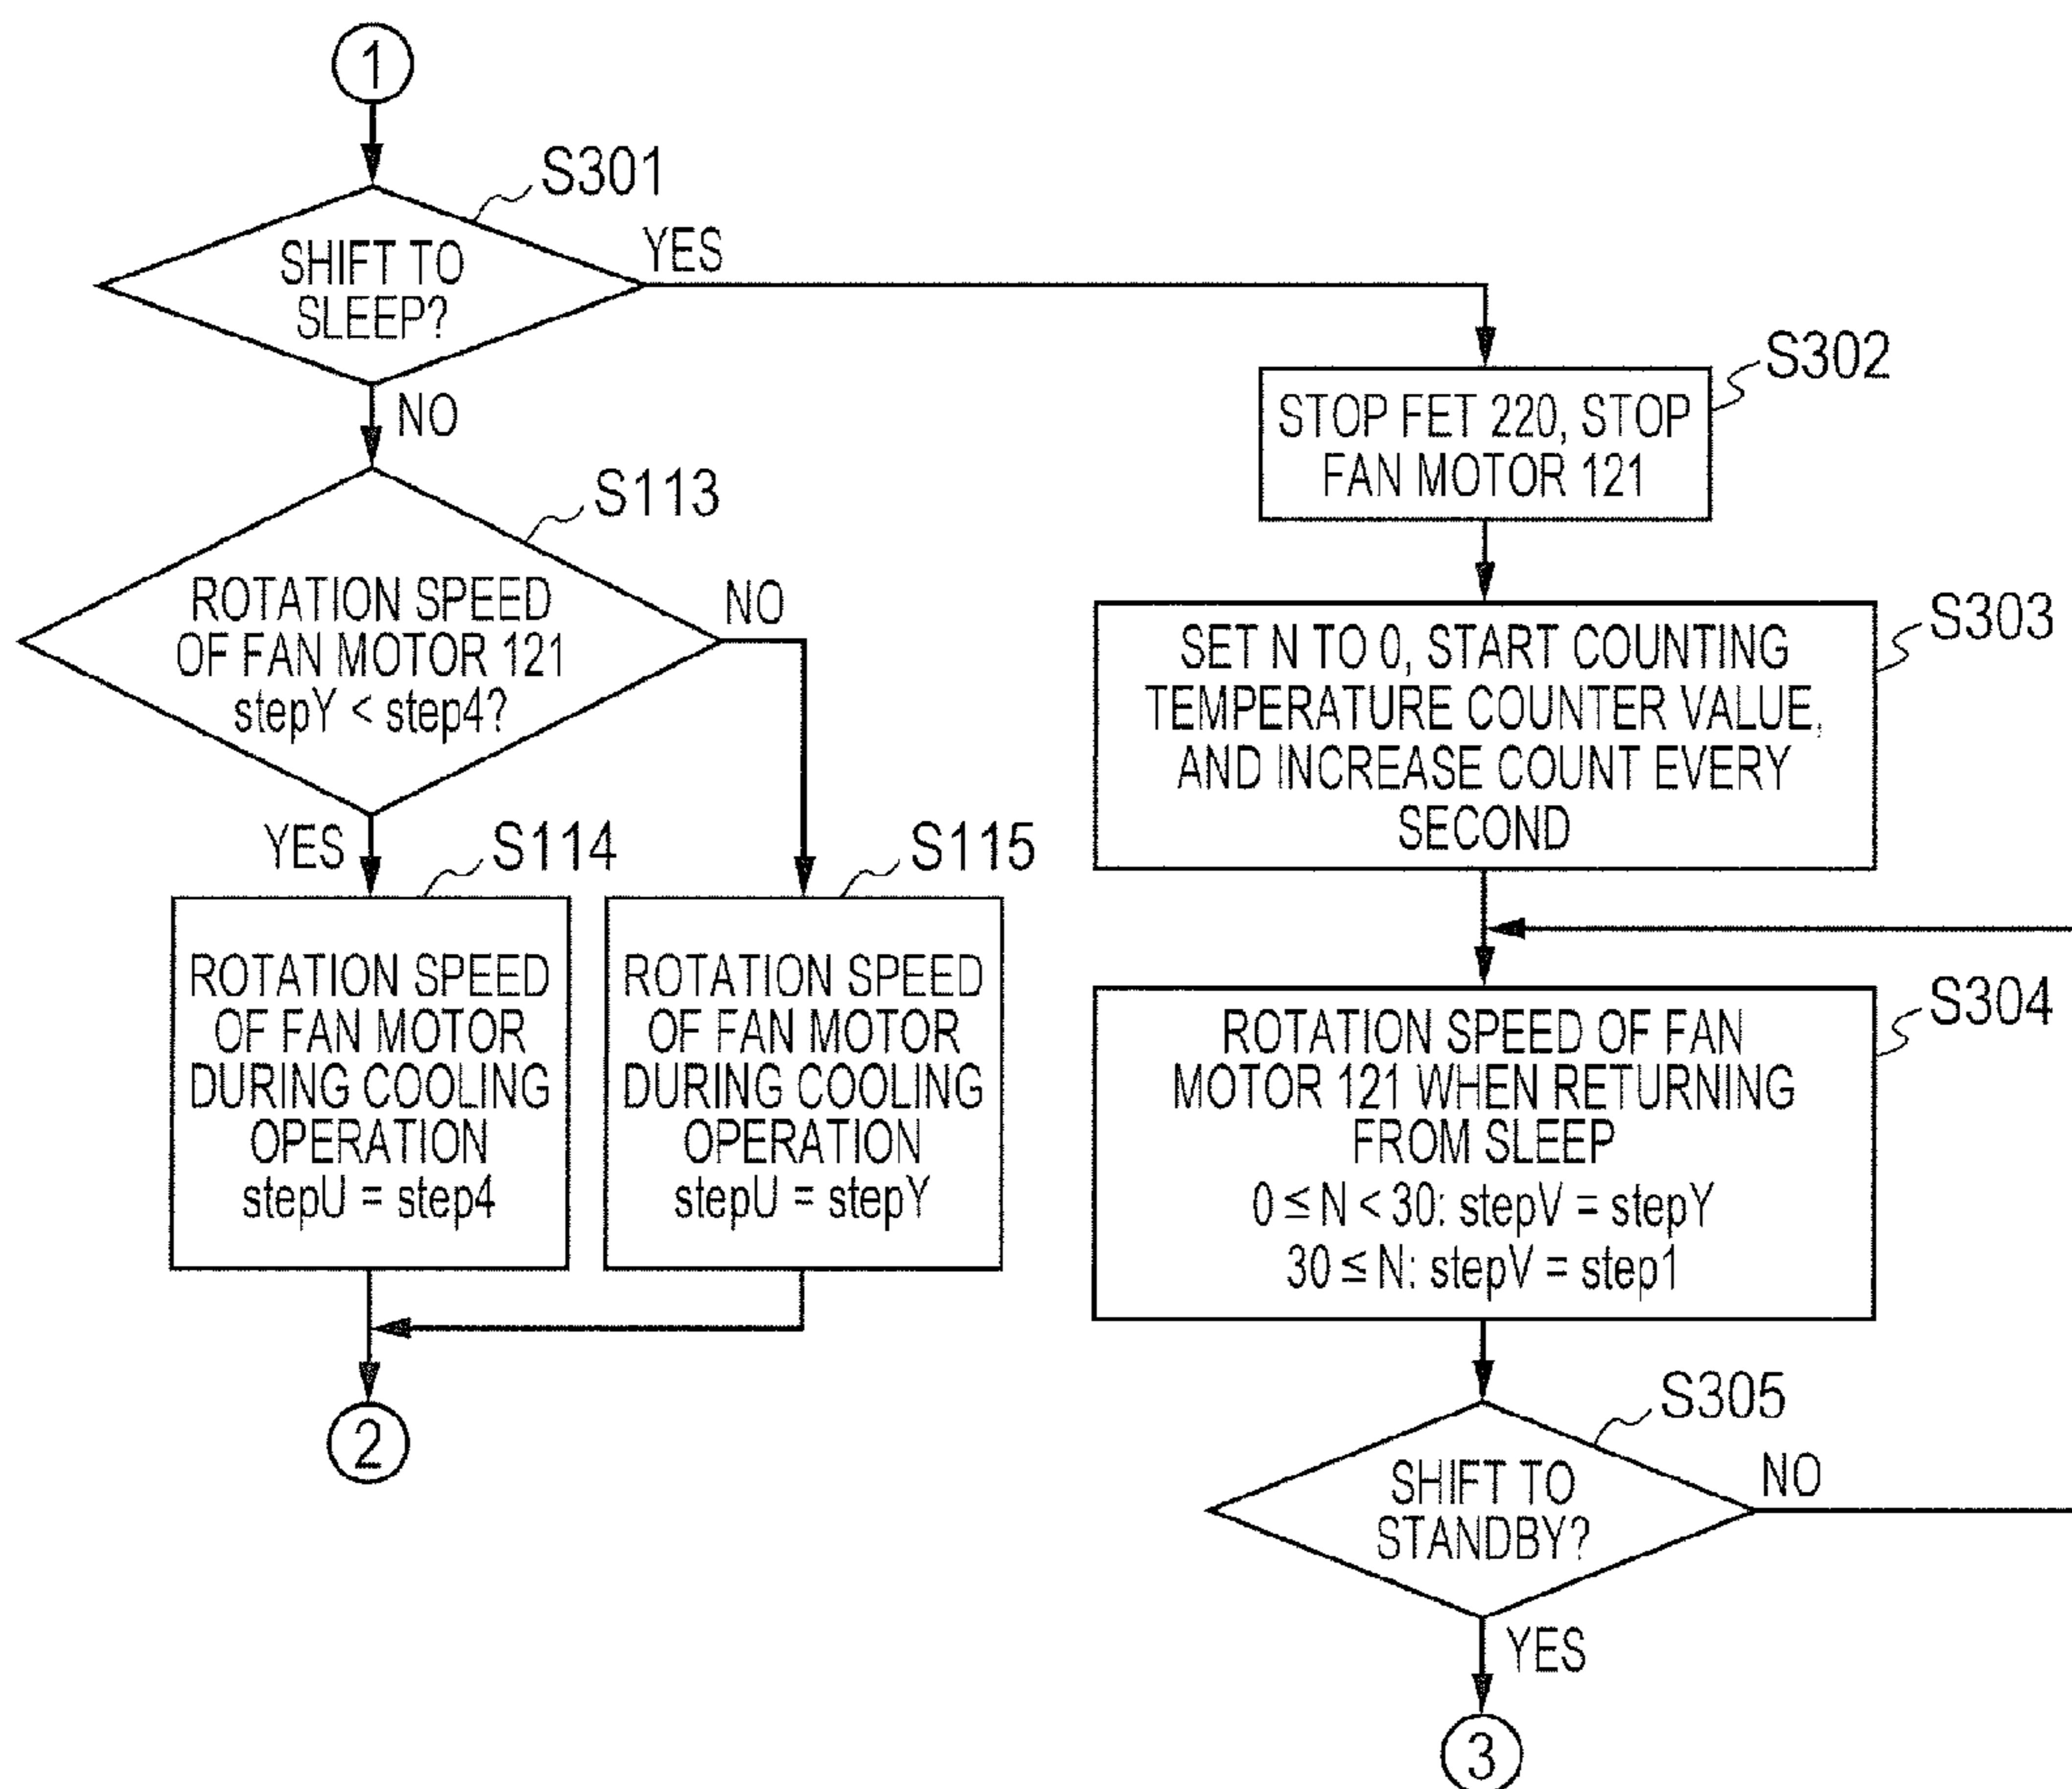 1
S301
SHIFT TO
SLEEP?
YES
NO
S113
ROTATION SPEED
OF FAN MOTOR 121
stepY < step4?
NO
YES
S114
ROTATION SPEED
OF FAN MOTOR
DURING COOLING
OPERATION
stepU = step4
S115
ROTATION SPEED
OF FAN MOTOR
DURING COOLING
OPERATION
stepU = stepY
2
S302
STOP FET 220, STOP
FAN MOTOR 121
S303
SET N TO 0, START COUNTING
TEMPERATURE COUNTER VALUE,
AND INCREASE COUNT EVERY
SECOND
S304
ROTATION SPEED OF FAN
MOTOR 121 WHEN RETURNING
FROM SLEEP
0 ≤ N < 30: stepV = stepY
30 ≤ N: stepV = step1
S305
SHIFT TO
STANDBY?
NO
YES
3